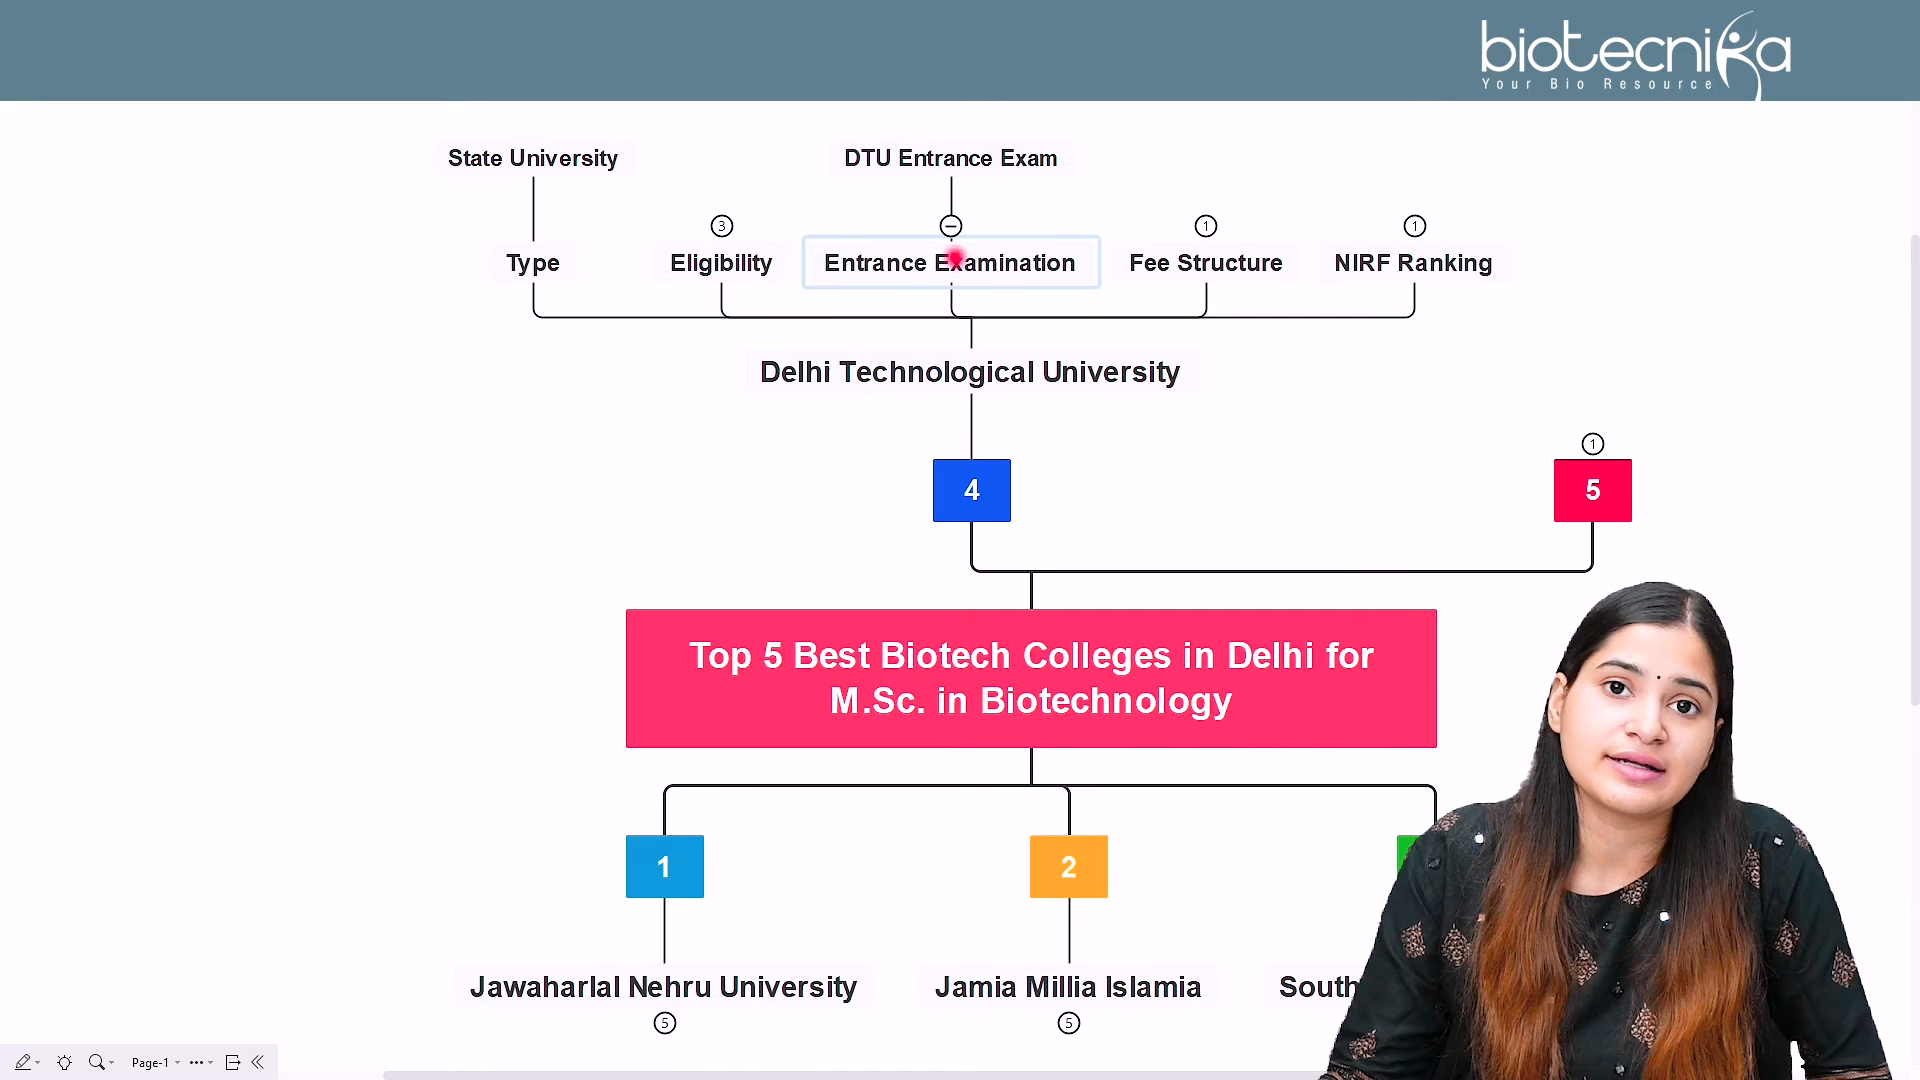 biotecnika
Your Bio Resource
State University
DTU Entrance Exam
3
1
1
Type
Eligibility
Entrance Examination
Fee Structure
NIRF Ranking
Delhi Technological University
1
4
5
Top 5 Best Biotech Colleges in Delhi for
M.Sc. in Biotechnology
1
2
Jawaharlal Nehru University
Jamia Millia Islamia
South
5
5
Page-1